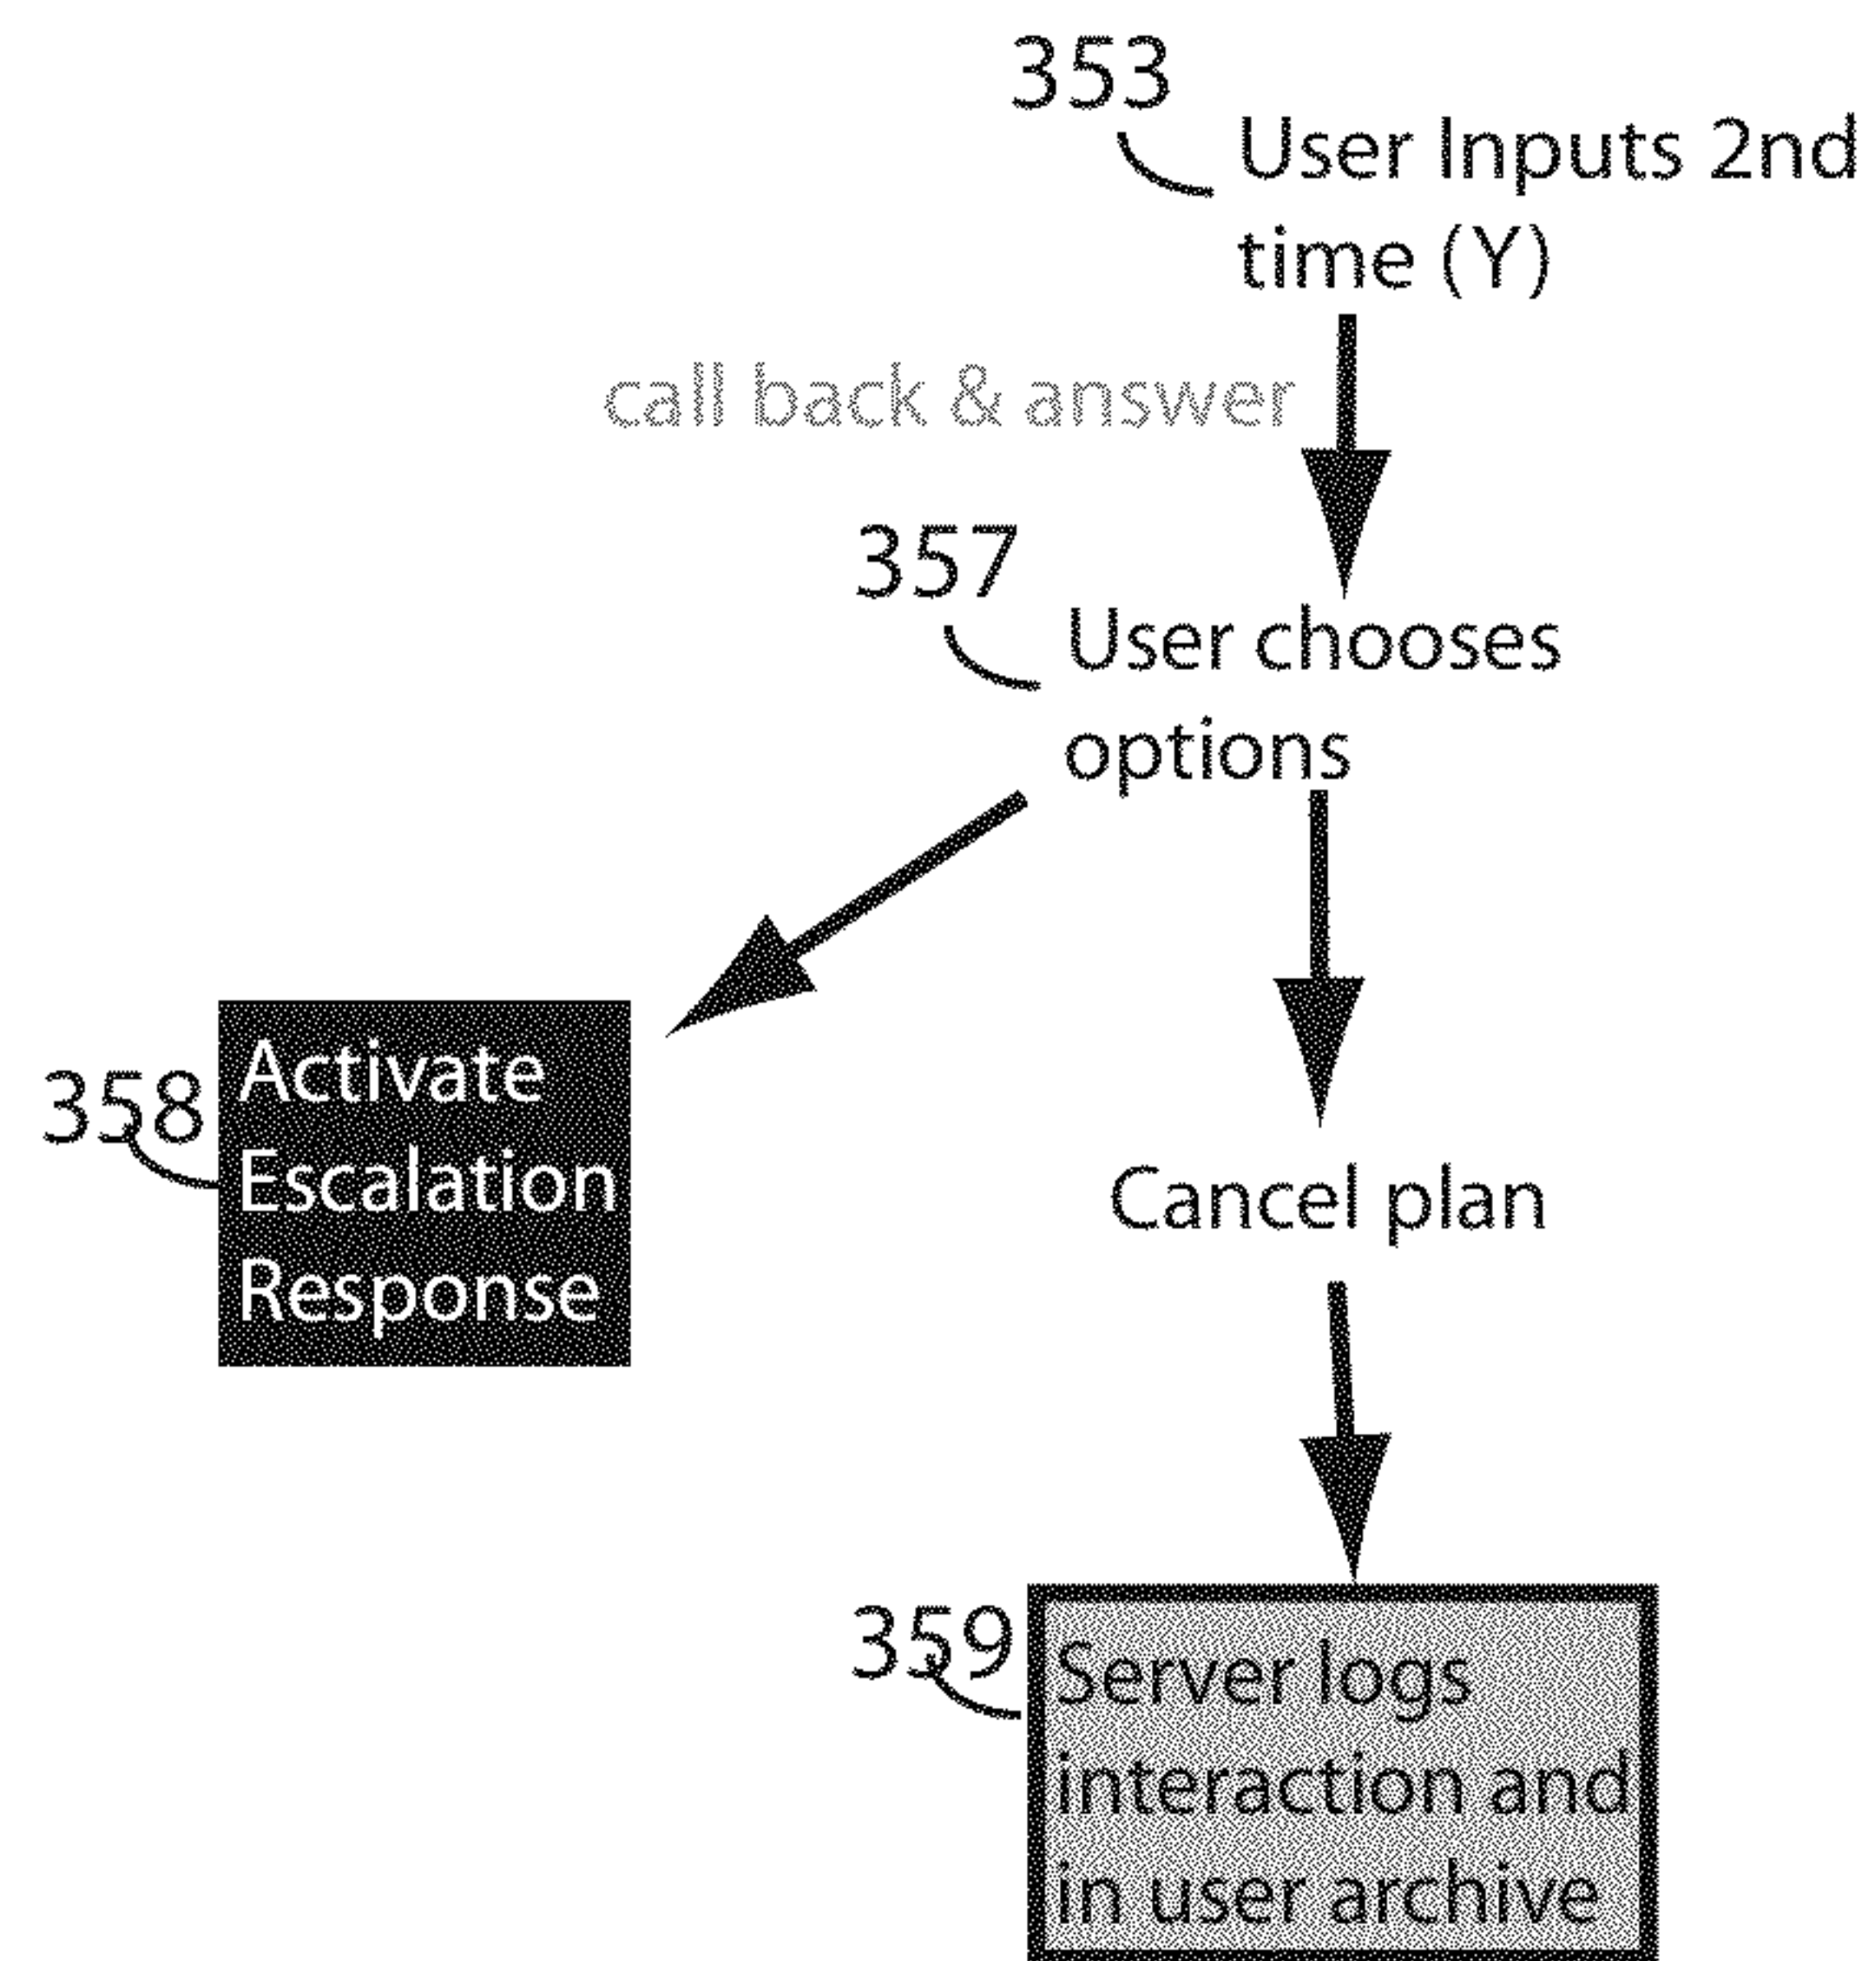 353
User Inputs 2nd
time (Y)
call back & answer
357
User chooses
options
358
Activate
Escalation
Response
Cancel plan
359
Server logs
interaction and
in user archive